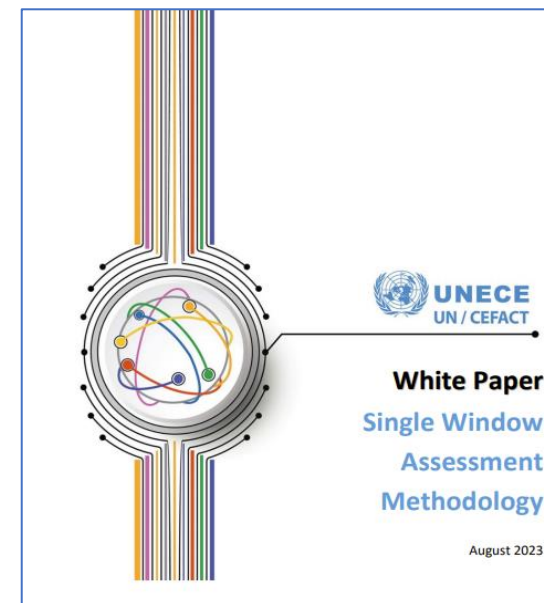 UNECE
UN / CEFACT
White Paper
Single Window
Assessment
Methodology
August 2023